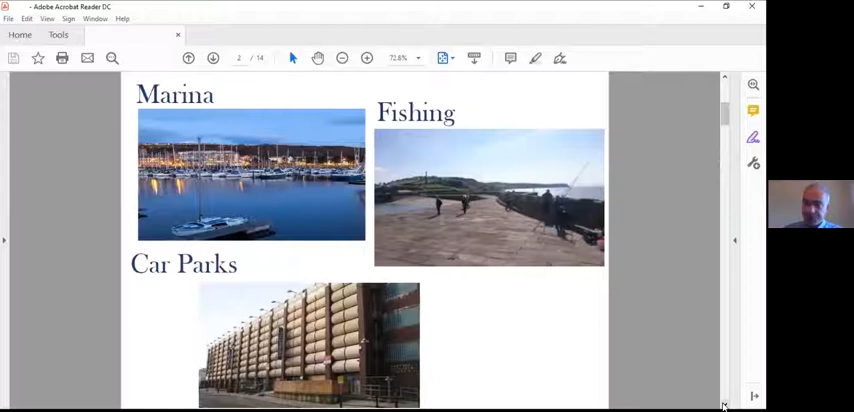 - Adobe Acrobat Reader DC
File Edit View Sign Window Help
Home Tools
2 / 14
72.8%
Marina
Fishing
Car Parks